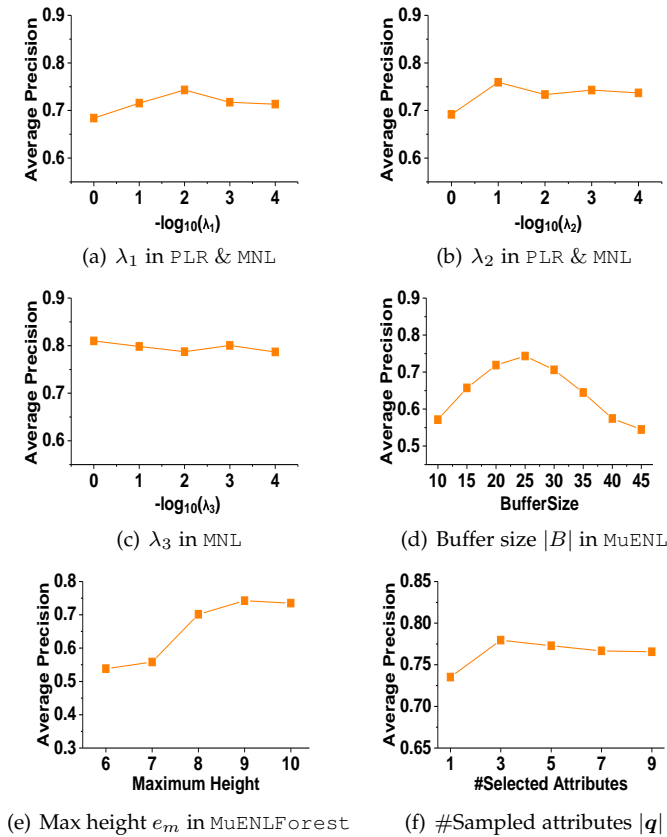 Average Precision
0.9
0.8
0.7
0.6
0 1 2 3 4
-log10(λ1)
(a) λ1 in PLR & MNL
Average Precision
0.9
0.8
0.7
0.6
0 1 2 3 4
-log10(λ2)
(b) λ2 in PLR & MNL
Average Precision
0.9
0.8
0.7
0.6
0 1 2 3 4
-log10(λ3)
(c) λ3 in MNL
Average Precision
0.9
0.8
0.7
0.6
0.5
10 15 20 25 30 35 40 45
BufferSize
(d) Buffer size |B| in MuENL
Average Precision
0.8
0.7
0.6
0.5
0.4
0.3
6 7 8 9 10
Maximum Height
(e) Max height em in MuENLForest
Average Precision
0.85
0.80
0.75
0.70
0.65
1 3 5 7 9
#Selected Attributes
(f) #Sampled attributes |q|